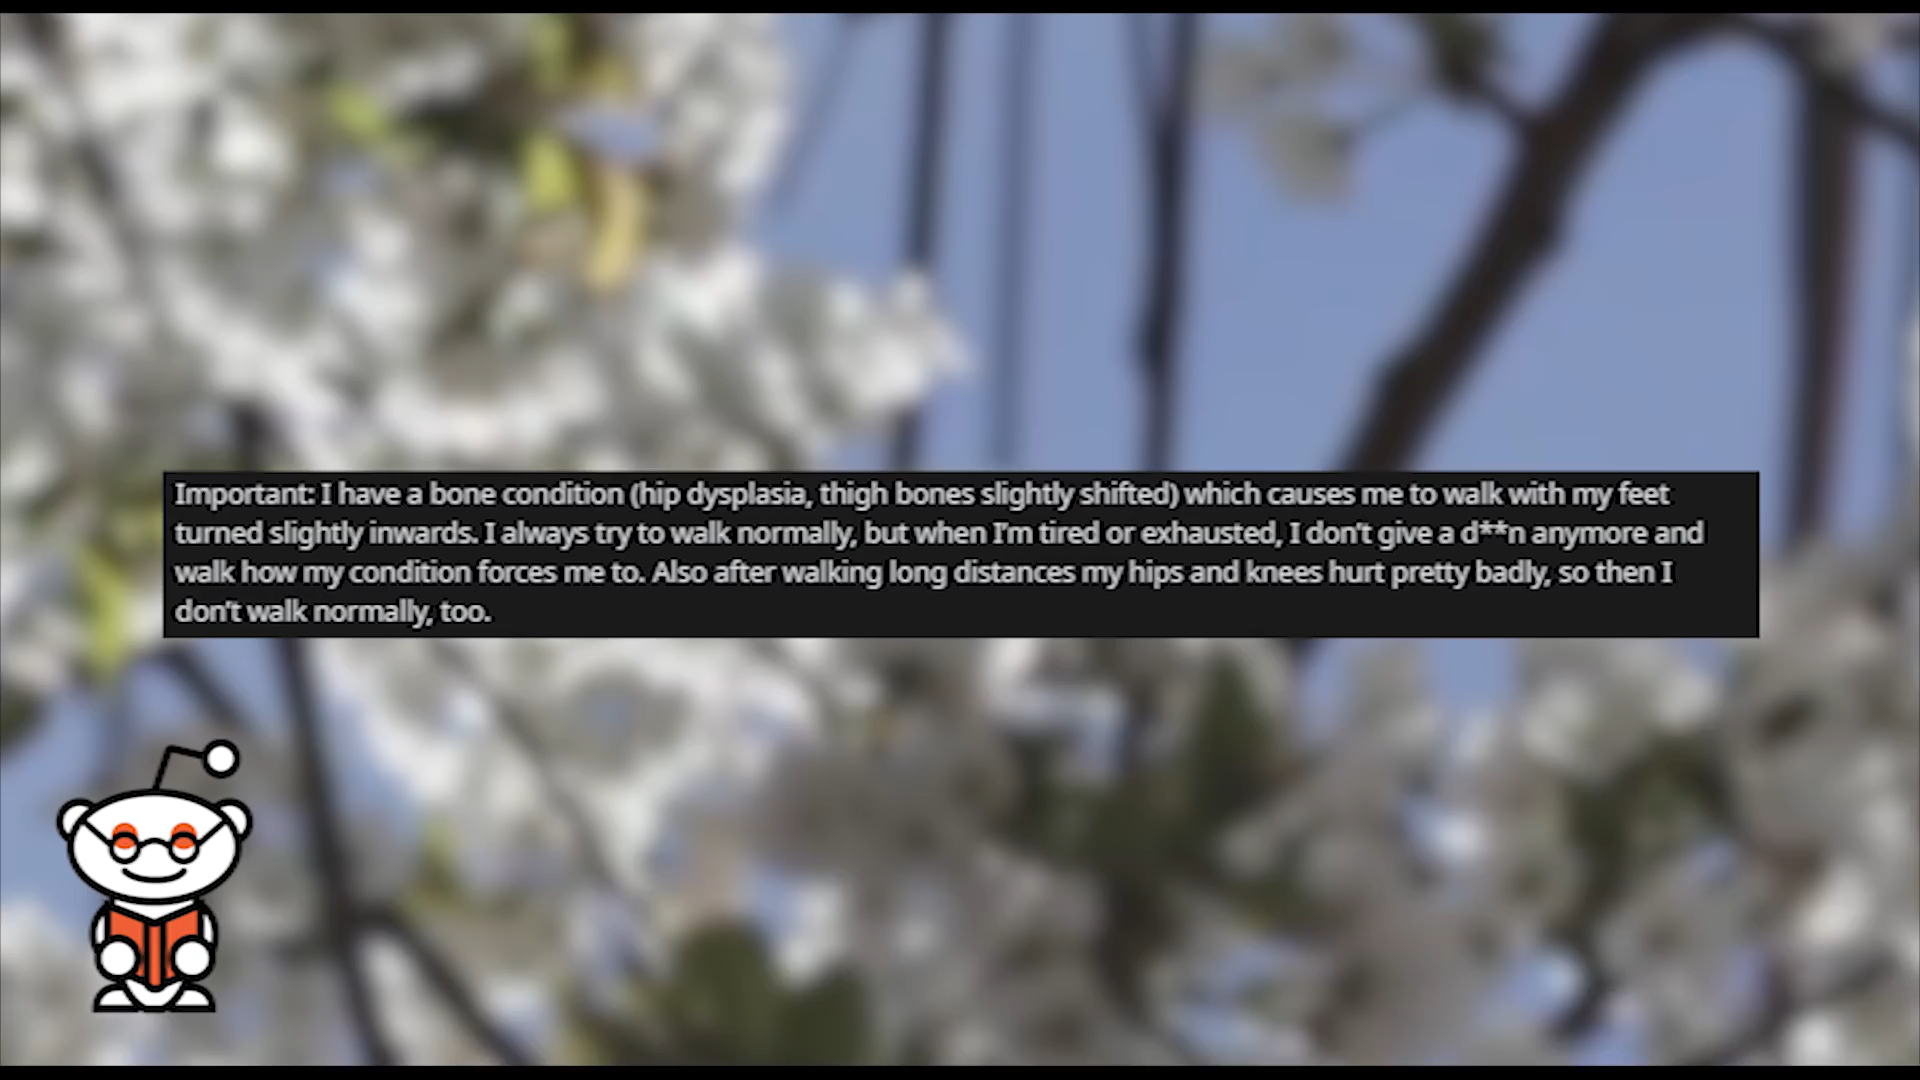 Important: I have a bone condition (hip dysplasia, thigh bones slightly shifted) which causes me to walk with my feet
turned slightly inwards. I always try to walk normally, but when I'm tired or exhausted, I don't give a d**n anymore and
walk how my condition forces me to. Also after walking long distances my hips and knees hurt pretty badly, so then I
don't walk normally, too.